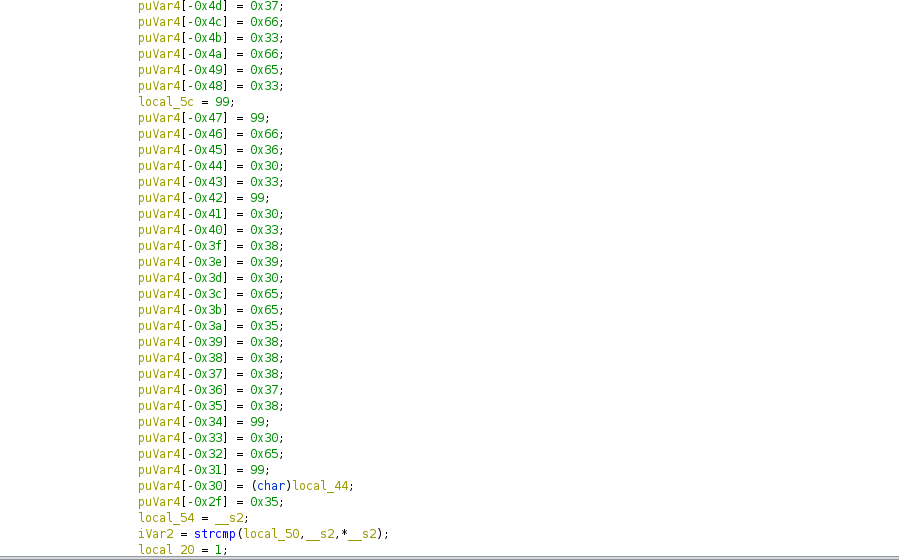 puVar4[-0x4d] = 0x37;
puVar4[-0x4c] = 0x66;
puVar4[-0x4b] = 0x33;
puVar4[-0x4a] = 0x66;
puVar4[-0x49] = 0x65;
puVar4[-0x48] = 0x33;
local_5c = 99;
puVar4[-0x47] = 99;
puVar4[-0x46] = 0x66;
puVar4[-0x45] = 0x36;
puVar4[-0x44] = 0x30;
puVar4[-0x43] = 0x33;
puVar4[-0x42] = 99;
puVar4[-0x41] = 0x30;
puVar4[-0x40] = 0x33;
puVar4[-0x3f] = 0x38;
puVar4[-0x3e] = 0x39;
puVar4[-0x3d] = 0x30;
puVar4[-0x3c] = 0x65;
puVar4[-0x3b] = 0x65;
puVar4[-0x3a] = 0x35;
puVar4[-0x39] = 0x38;
puVar4[-0x38] = 0x38;
puVar4[-0x37] = 0x38;
puVar4[-0x36] = 0x37;
puVar4[-0x35] = 0x38;
puVar4[-0x34] = 99;
puVar4[-0x33] = 0x30;
puVar4[-0x32] = 0x65;
puVar4[-0x31] = 99;
puVar4[-0x30] = (char)local_44;
puVar4[-0x2f] = 0x35;
local_54 = __s2;
iVar2 = strcmp(local_50,__s2,*__s2);
local_20 = 1;